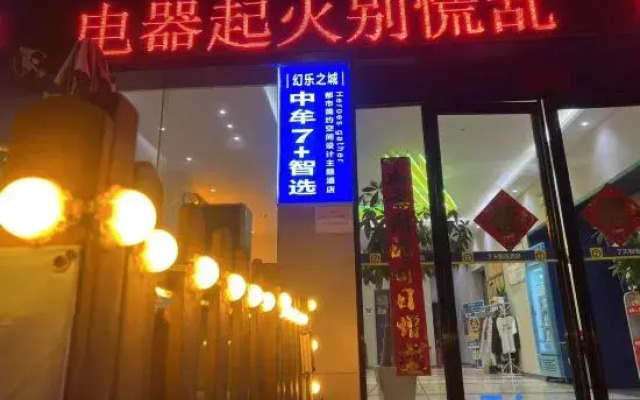 电器起火别慌乱
幻乐之城
中牟7+智选
Heroes gather
都市简约空间设计主题酒店